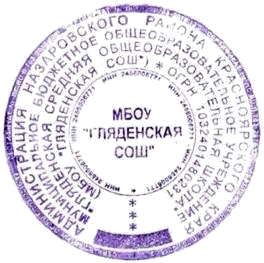 АДМИНИСТРАЦИЯ НАЗАРОВСКОГО РАЙОНА КРАСНОЯРСКОГО КРАЯ
МУНИЦИПАЛЬНОЕ БЮДЖЕТНОЕ ОБЩЕОБРАЗОВАТЕЛЬНОЕ УЧРЕЖДЕНИЕ
"ГЛЯДЕНСКАЯ СРЕДНЯЯ ОБЩЕОБРАЗОВАТЕЛЬНАЯ ШКОЛА"
(МБОУ "ГЛЯДЕНСКАЯ СОШ") * ОГРН
МБОУ
"ГЛЯДЕНСКАЯ
СОШ"